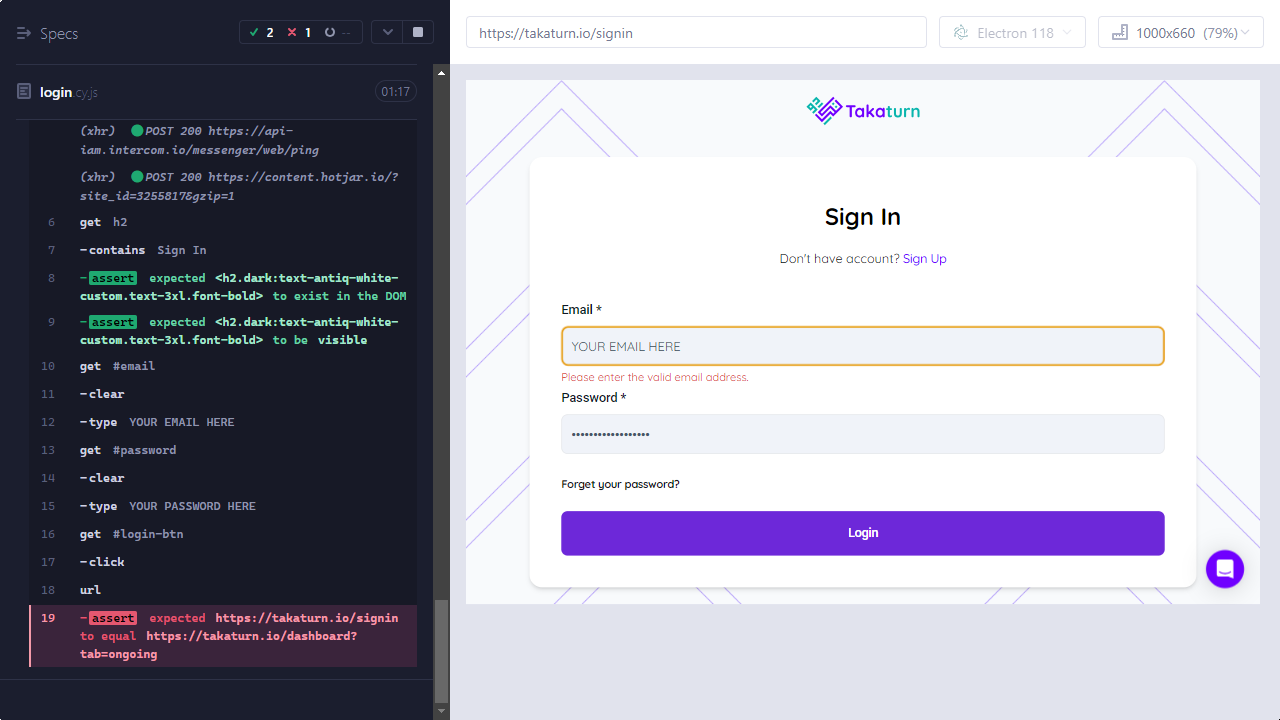 Specs
2
1
--
login.cy.js
01:17
(xhr) POST 200 https://api-
iam.intercom.io/messenger/web/ping
(xhr) POST 200 https://content.hotjar.io/?
site_id=3255817&gzip=1
6 get h2
7 -contains Sign In
8 -assert expected <h2.dark:text-antiq-white-
custom.text-3xl.font-bold> to exist in the DOM
9 -assert expected <h2.dark:text-antiq-white-
custom.text-3xl.font-bold> to be visible
10 get #email
11 -clear
12 -type YOUR EMAIL HERE
13 get #password
14 -clear
15 -type YOUR PASSWORD HERE
16 get #login-btn
17 -click
18 url
19 -assert expected https://takaturn.io/signin
to equal https://takaturn.io/dashboard?
tab=ongoing
https://takaturn.io/signin
Electron 118
1000x660 (79%)
Takaturn
Sign In
Don't have account? Sign Up
Email *
YOUR EMAIL HERE
Please enter the valid email address.
Password *
••••••••••••••••••
Forget your password?
Login